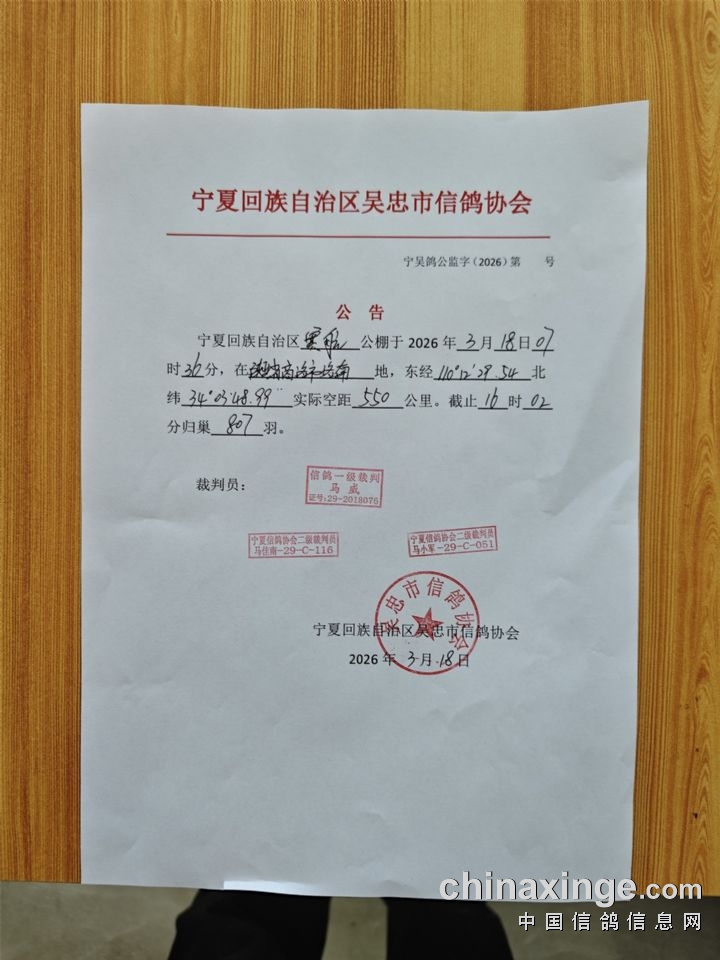 宁夏回族自治区吴忠市信鸽协会
宁吴鸽公监字（2026）第 号
公 告
宁夏回族自治区 公棚于 2026 年 3 月 18 日 07
时 36 分，在 地，东经 110°12′29.54 北
纬 34°03′48.99″ 实际空距 550 公里。截止 16 时 02
分归巢 807 羽。
裁判员：
信鸽一级裁判
马威
证号:29-2018076
宁夏信鸽协会二级裁判员
马佳南-29-C-116
宁夏信鸽协会二级裁判员
马小军-29-C-051
吴忠市信鸽协会
宁夏回族自治区吴忠市信鸽协会
2026 年 3 月 18 日
chinaxinge.com
中国信鸽信息网